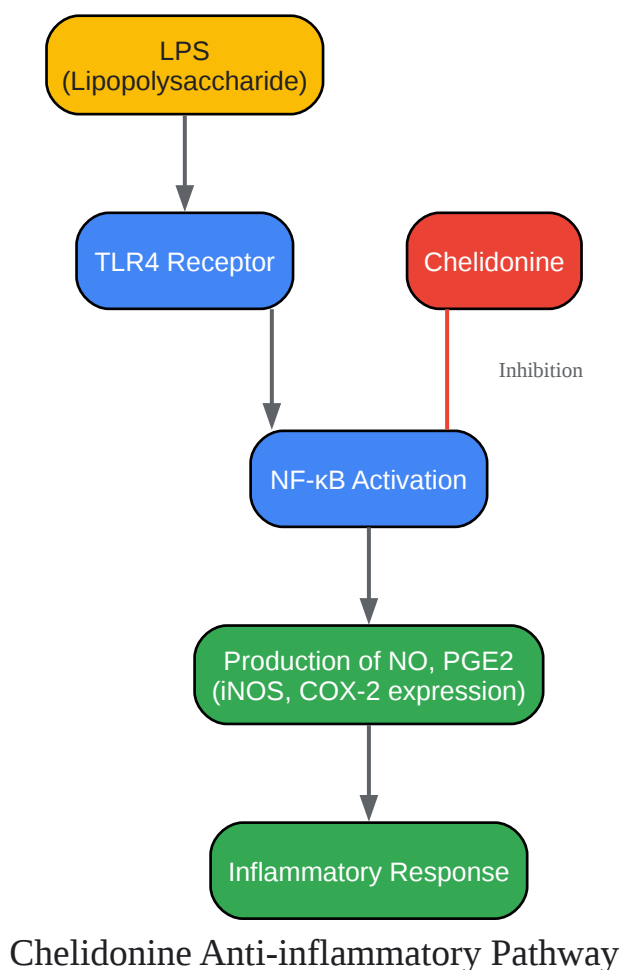 LPS
(Lipopolysaccharide)
TLR4 Receptor
Chelidonine
Inhibition
NF-κB Activation
Production of NO, PGE2
(iNOS, COX-2 expression)
Inflammatory Response
Chelidonine Anti-inflammatory Pathway